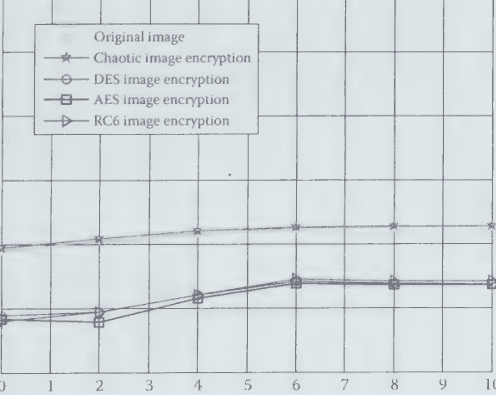 Original image
Chaotic image encryption
DES image encryption
AES image encryption
RC6 image encryption
0 1 2 3 4 5 6 7 8 9 10